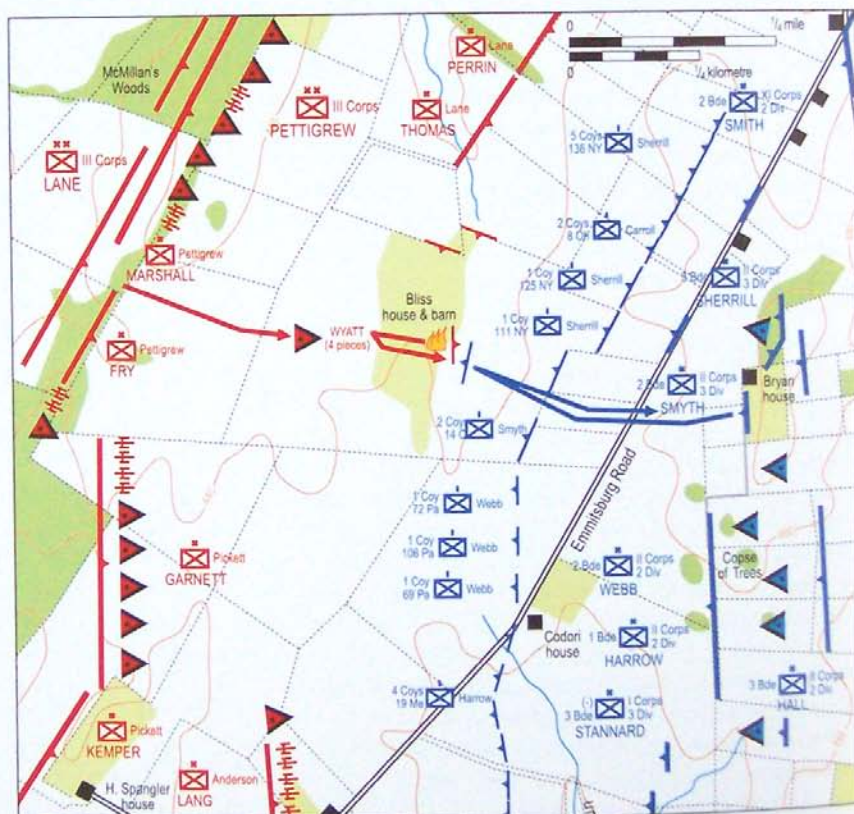 0 1/4 mile
0 1/4 kilometre
McMillan's
Woods
III Corps
PETTIGREW
Lane
PERRIN
Lane
THOMAS
III Corps
LANE
2 Bde XI Corps
2 Div
SMITH
5 Coys
136 NY
Sherrill
2 Coys
Carroll
1 Coy
125 NY
Sherrill
1 Coy
111 NY
Sherrill
Bde II Corps
3 Div
SHERRILL
Pettigrew
MARSHALL
Bliss
house & barn
WYATT
(4 pieces)
Pettigrew
FRY
2 Bde II Corps
3 Div
SMYTH
Bryan
house
2 Coys
Smyth
1 Coy
72 Pa
Webb
1 Coy
106 Pa
Webb
1 Coy
69 Pa
Webb
Emmitsburg Road
Copse
of Trees
Pickett
GARNETT
2 Bde II Corps
2 Div
WEBB
Codori
house
1 Bde II Corps
2 Div
HARROW
4 Coys
19 Me
Harrow
(-)
3 Bde I Corps
3 Div
STANNARD
3 Bde II Corps
2 Div
HALL
Pickett
KEMPER
H. Spangler
house
Anderson
LANG